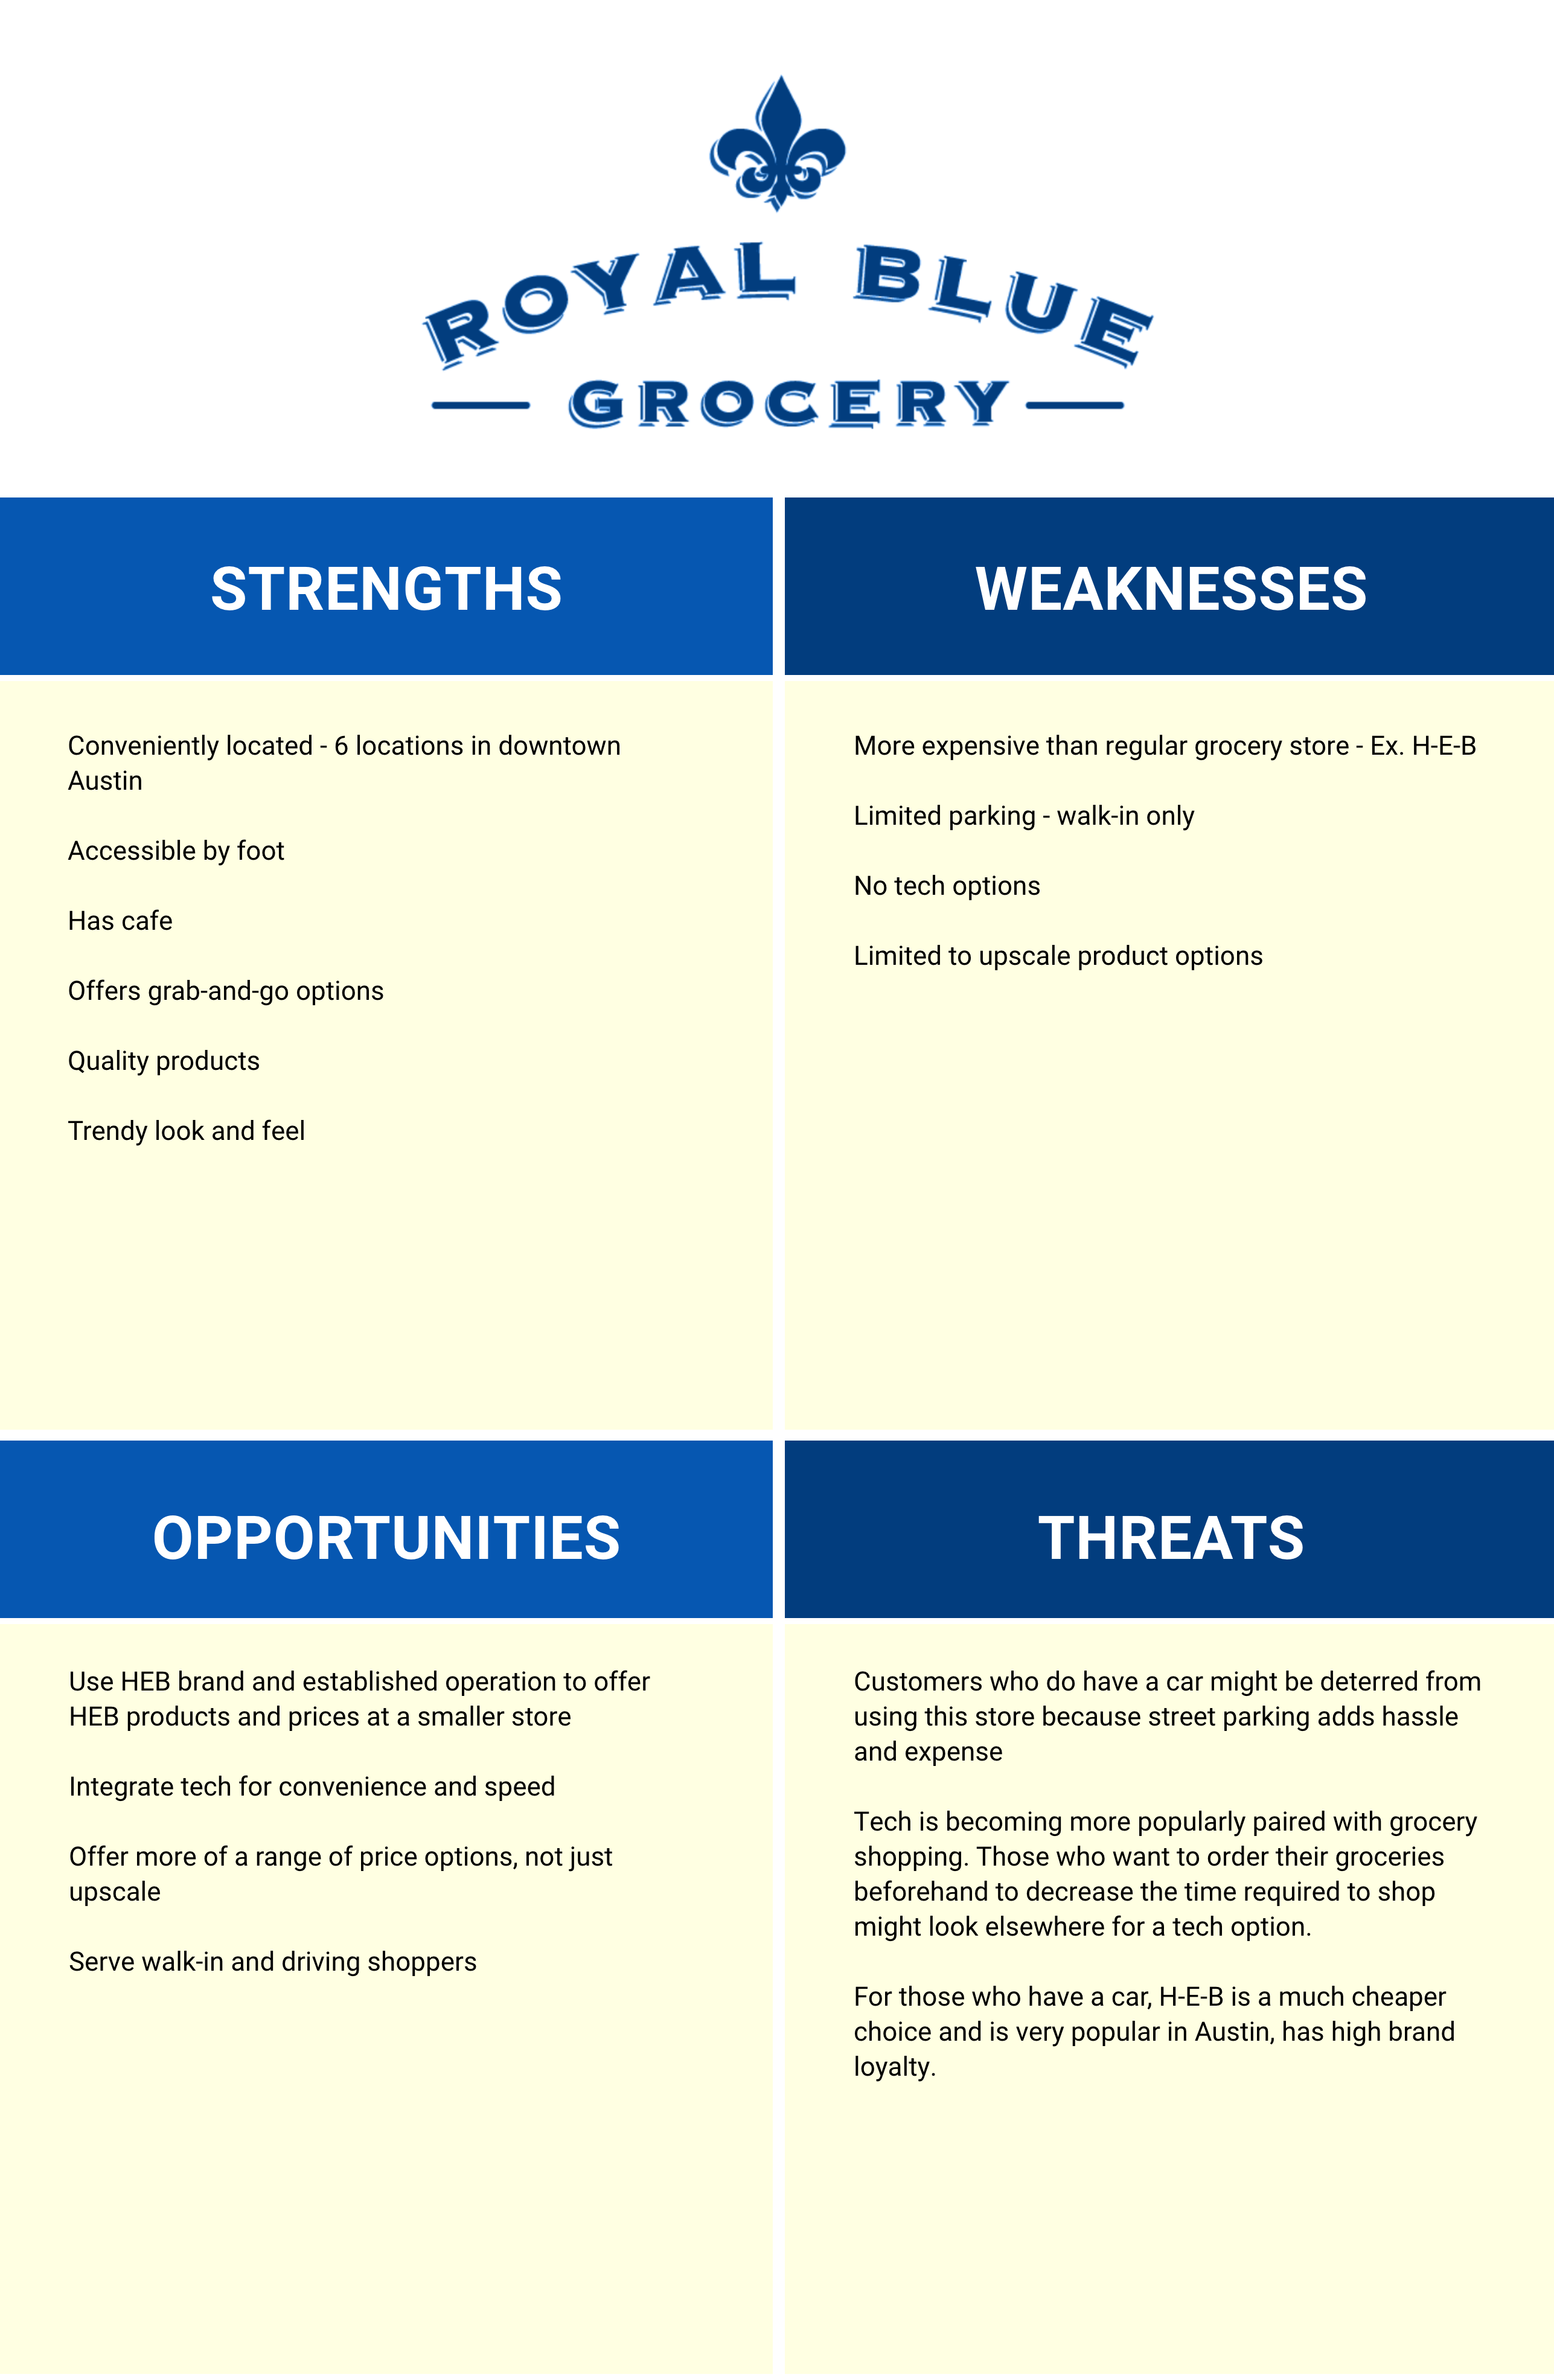 ROYAL BLUE
GROCERY
STRENGTHS
Conveniently located - 6 locations in downtown
Austin
Accessible by foot
Has cafe
Offers grab-and-go options
Quality products
Trendy look and feel
WEAKNESSES
More expensive than regular grocery store - Ex. H-E-B
Limited parking - walk-in only
No tech options
Limited to upscale product options
OPPORTUNITIES
Use HEB brand and established operation to offer
HEB products and prices at a smaller store
Integrate tech for convenience and speed
Offer more of a range of price options, not just
upscale
Serve walk-in and driving shoppers
THREATS
Customers who do have a car might be deterred from
using this store because street parking adds hassle
and expense
Tech is becoming more popularly paired with grocery
shopping. Those who want to order their groceries
beforehand to decrease the time required to shop
might look elsewhere for a tech option.
For those who have a car, H-E-B is a much cheaper
choice and is very popular in Austin, has high brand
loyalty.